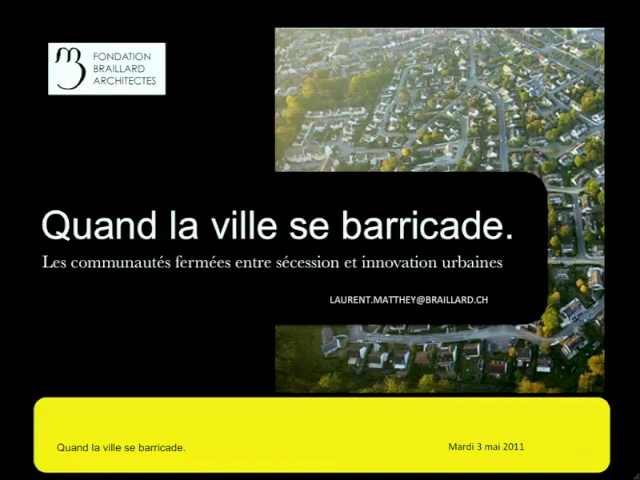 FONDATION
BRAILLARD
ARCHITECTES
Quand la ville se barricade.
Les communautés fermées entre sécession et innovation urbaines
LAURENT.MATTHEY@BRAILLARD.CH
Quand la ville se barricade.
Mardi 3 mai 2011